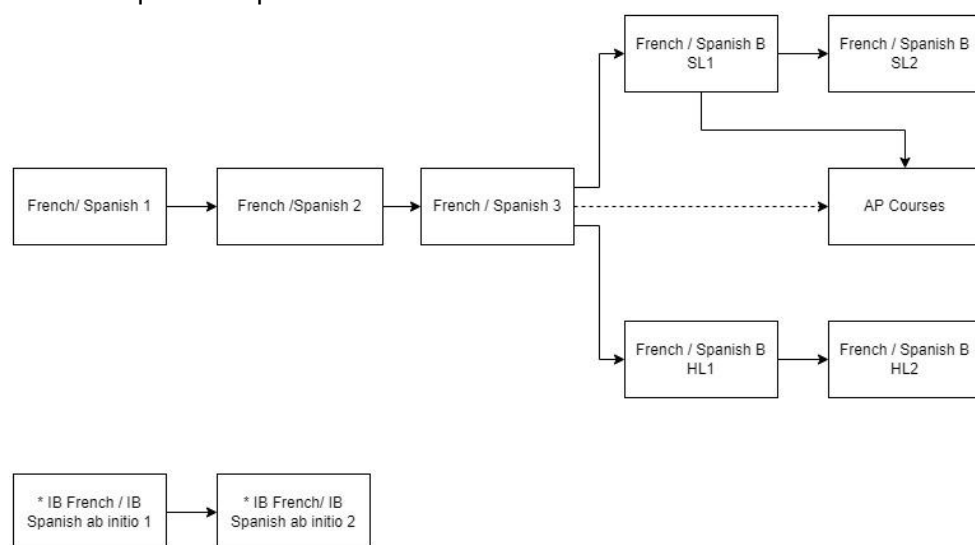 French / Spanish B
SL1
French / Spanish B
SL2
French/ Spanish 1
French /Spanish 2
French / Spanish 3
AP Courses
French / Spanish B
HL1
French / Spanish B
HL2
* IB French / IB
Spanish ab initio 1
* IB French/ IB
Spanish ab initio 2